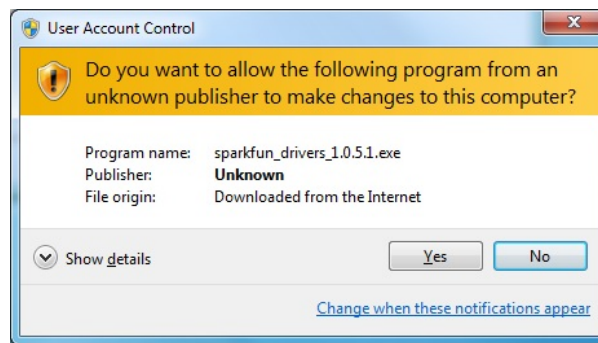 User Account Control
Do you want to allow the following program from an
unknown publisher to make changes to this computer?
Program name: sparkfun_drivers_1.0.5.1.exe
Publisher: Unknown
File origin: Downloaded from the Internet
Show details
Yes
No
Change when these notifications appear